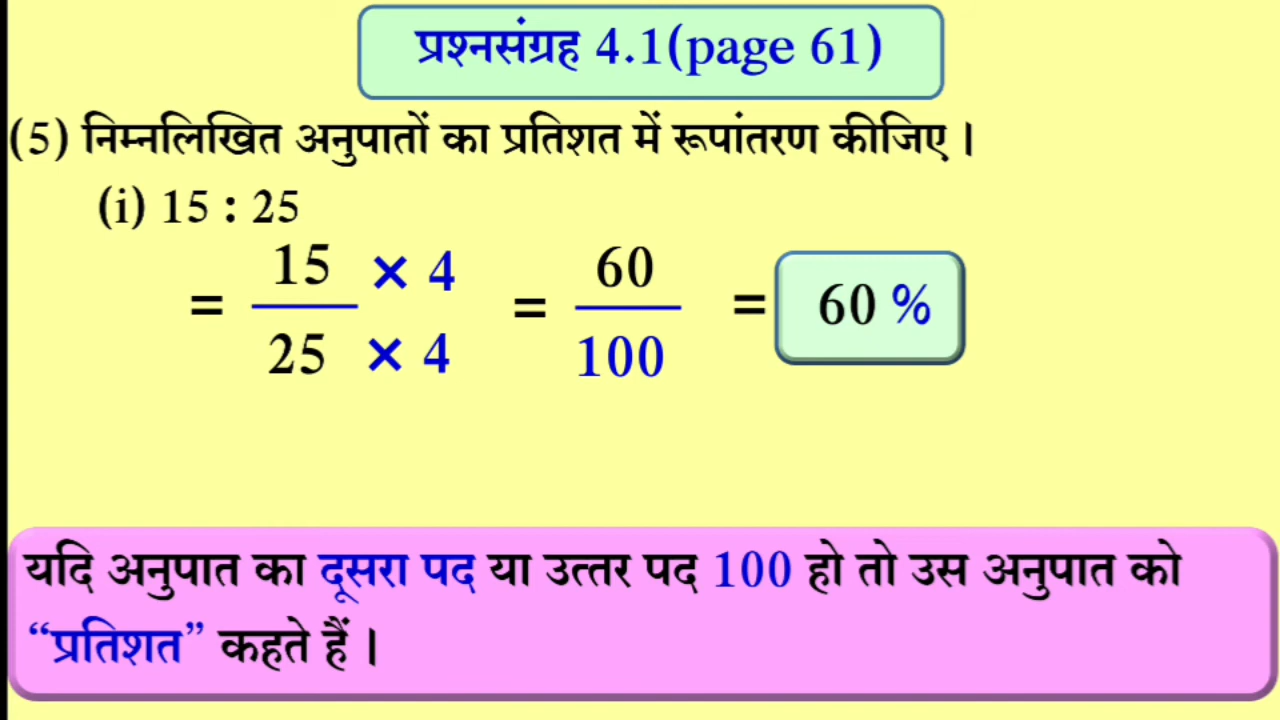 प्रश्नसंग्रह 4.1(page 61)
(5) निम्नलिखित अनुपातों का प्रतिशत में रूपांतरण कीजिए ।
(i) 15 : 25
= 15 × 4 / 25 × 4 = 60 / 100 = 60 %
यदि अनुपात का दूसरा पद या उत्तर पद 100 हो तो उस अनुपात को
“प्रतिशत” कहते हैं ।